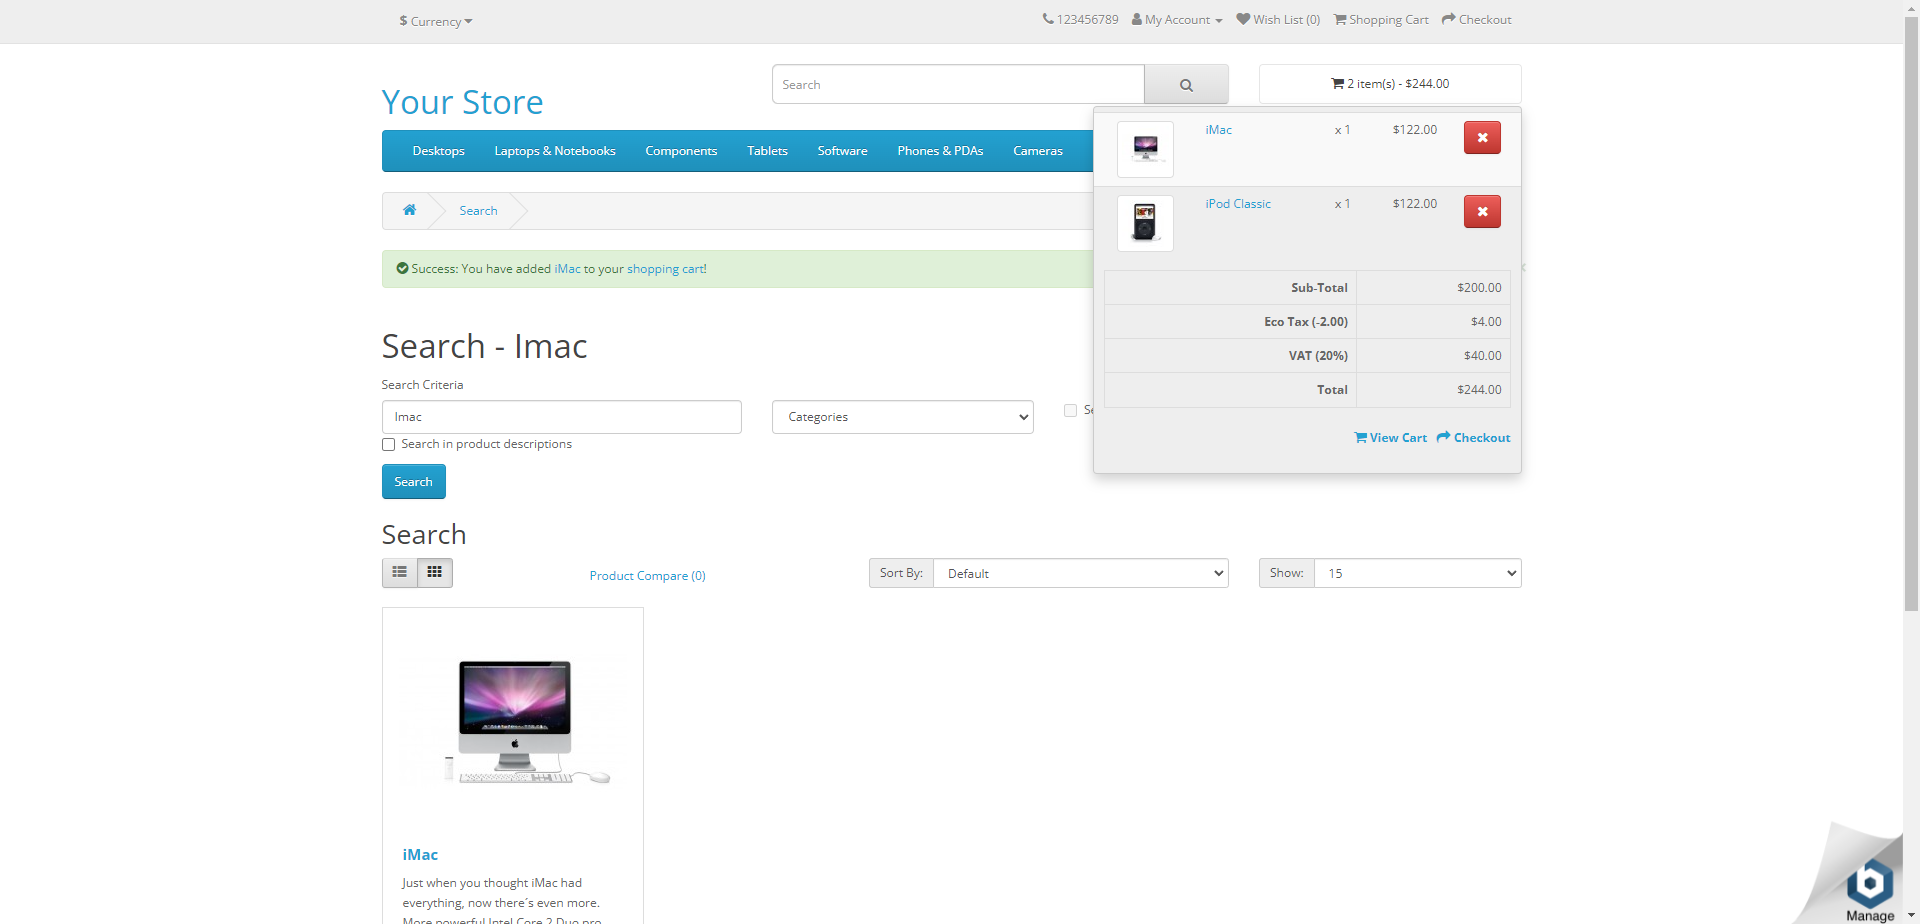 $ Currency
123456789 My Account Wish List (0) Shopping Cart Checkout
Your Store
Search
2 item(s) - $244.00
Desktops Laptops & Notebooks Components Tablets Software Phones & PDAs Cameras
iMac x 1 $122.00
iPod Classic x 1 $122.00
Sub-Total $200.00
Eco Tax (-2.00) $4.00
VAT (20%) $40.00
Total $244.00
View Cart Checkout
Search
Success: You have added iMac to your shopping cart!
Search - Imac
Search Criteria
Imac
Categories
Search in product descriptions
Search
Search
Product Compare (0)
Sort By: Default
Show: 15
iMac
Just when you thought iMac had
everything, now there´s even more.
More powerful Intel Core 2 Duo pro
Manage